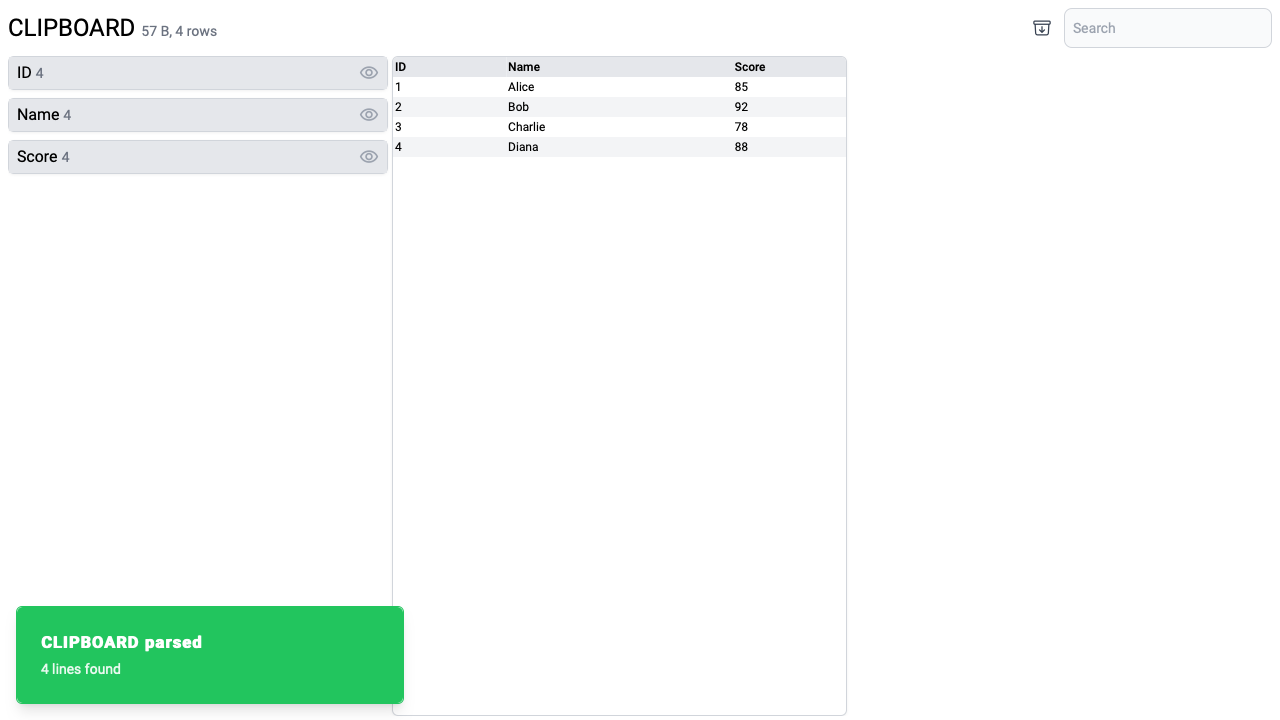 CLIPBOARD 57 B, 4 rows
Search
ID 4
Name 4
Score 4
ID Name Score
1 Alice 85
2 Bob 92
3 Charlie 78
4 Diana 88
CLIPBOARD parsed
4 lines found